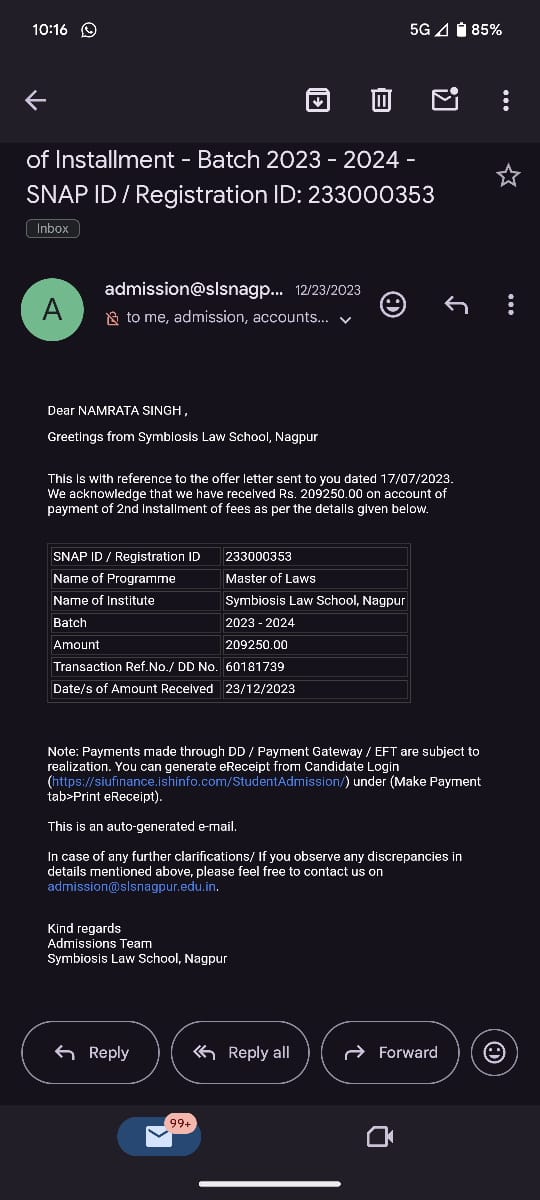 10:16
5G 85%
of Installment - Batch 2023 - 2024 -
SNAP ID / Registration ID: 233000353
Inbox
A
admission@slsnagp... 12/23/2023
to me, admission, accounts...
Dear NAMRATA SINGH ,
Greetings from Symbiosis Law School, Nagpur
This is with reference to the offer letter sent to you dated 17/07/2023.
We acknowledge that we have received Rs. 209250.00 on account of
payment of 2nd Installment of fees as per the details given below.
SNAP ID / Registration ID 233000353
Name of Programme Master of Laws
Name of Institute Symbiosis Law School, Nagpur
Batch 2023 - 2024
Amount 209250.00
Transaction Ref.No./ DD No. 60181739
Date/s of Amount Received 23/12/2023
Note: Payments made through DD / Payment Gateway / EFT are subject to
realization. You can generate eReceipt from Candidate Login
(https://siufinance.ishinfo.com/StudentAdmission/) under (Make Payment
tab>Print eReceipt).
This is an auto-generated e-mail.
In case of any further clarifications/ If you observe any discrepancies in
details mentioned above, please feel free to contact us on
admission@slsnagpur.edu.in.
Kind regards
Admissions Team
Symbiosis Law School, Nagpur
Reply
Reply all
Forward
99+